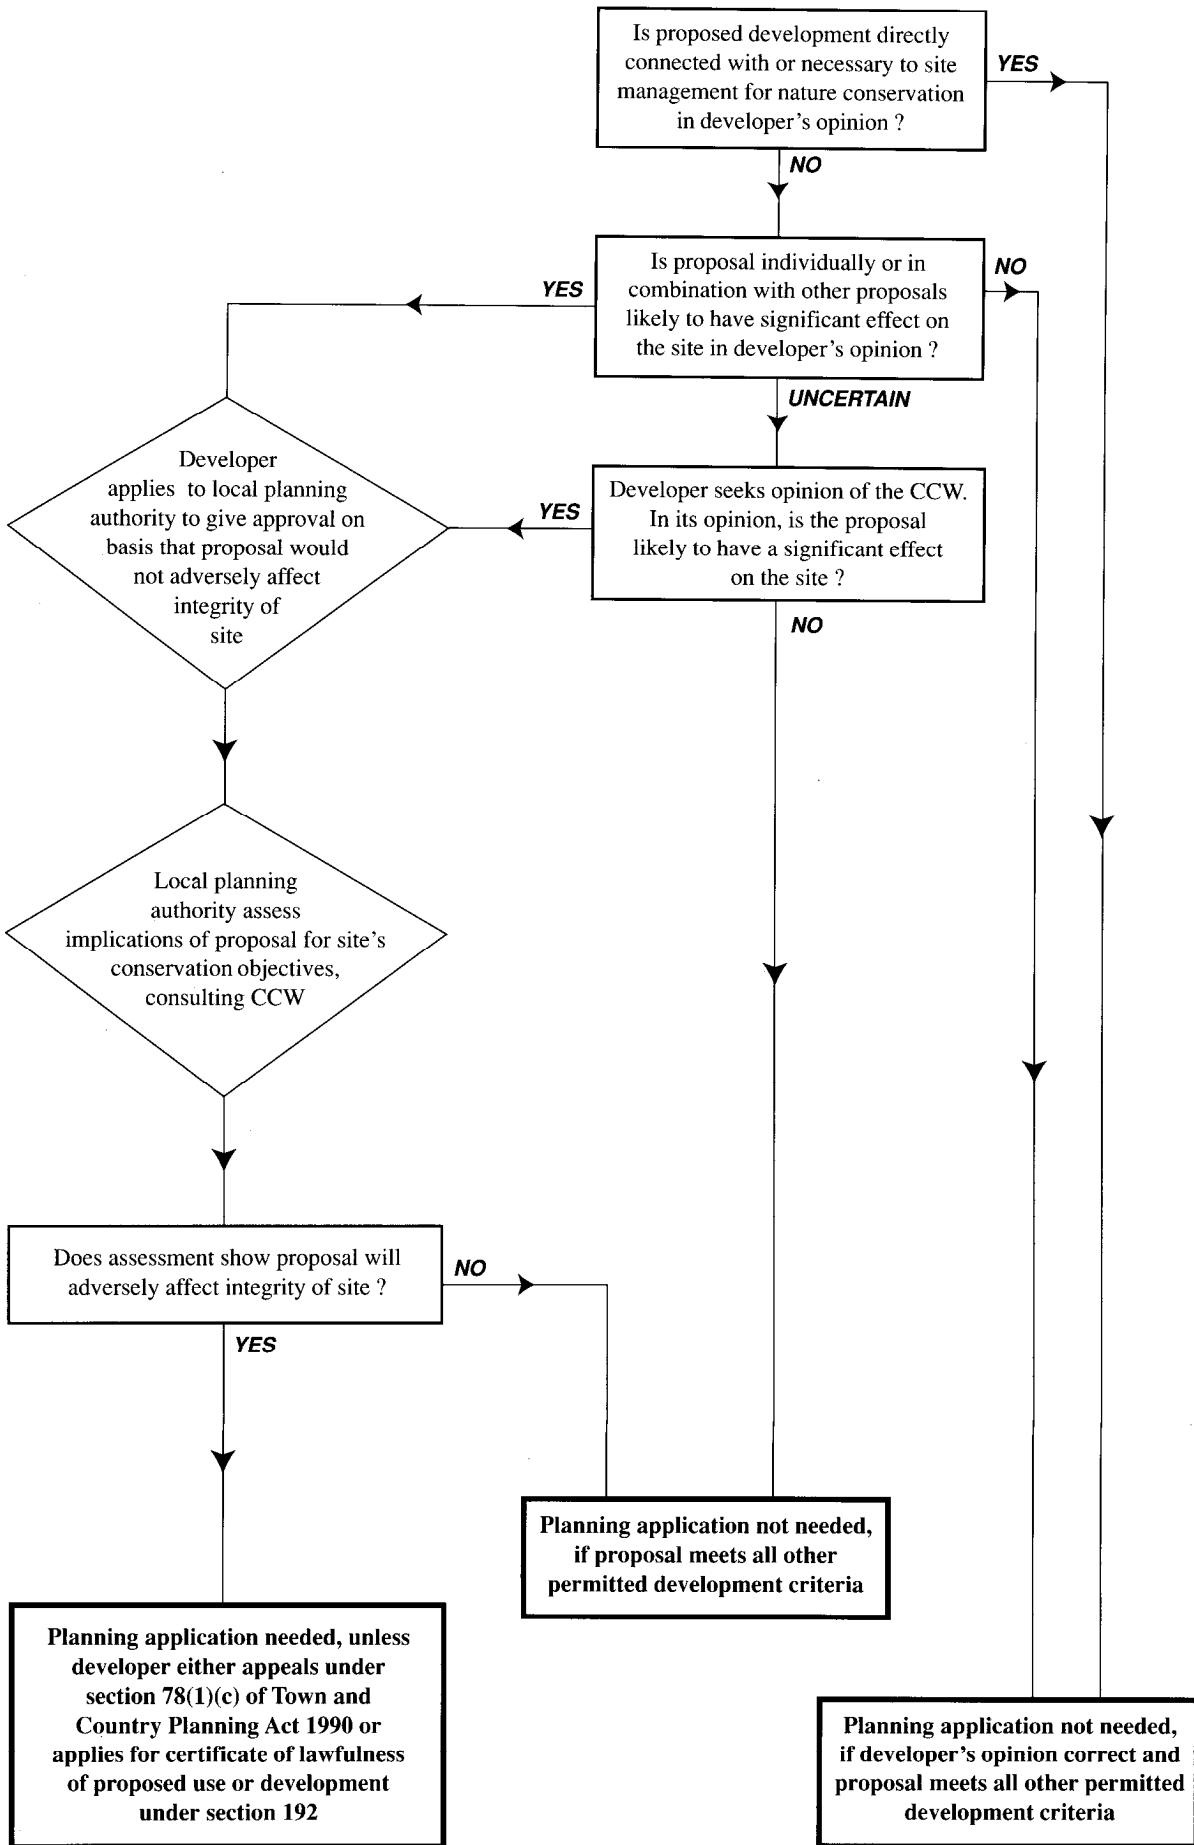 Is proposed development directly
connected with or necessary to site
management for nature conservation
in developer's opinion ?
YES
NO
Is proposal individually or in
combination with other proposals
likely to have significant effect on
the site in developer's opinion ?
YES
NO
UNCERTAIN
Developer seeks opinion of the CCW.
In its opinion, is the proposal
likely to have a significant effect
on the site ?
YES
NO
Developer
applies to local planning
authority to give approval on
basis that proposal would
not adversely affect
integrity of
site
Local planning
authority assess
implications of proposal for site's
conservation objectives,
consulting CCW
Does assessment show proposal will
adversely affect integrity of site ?
NO
YES
Planning application not needed,
if proposal meets all other
permitted development criteria
Planning application needed, unless
developer either appeals under
section 78(1)(c) of Town and
Country Planning Act 1990 or
applies for certificate of lawfulness
of proposed use or development
under section 192
Planning application not needed,
if developer's opinion correct and
proposal meets all other permitted
development criteria